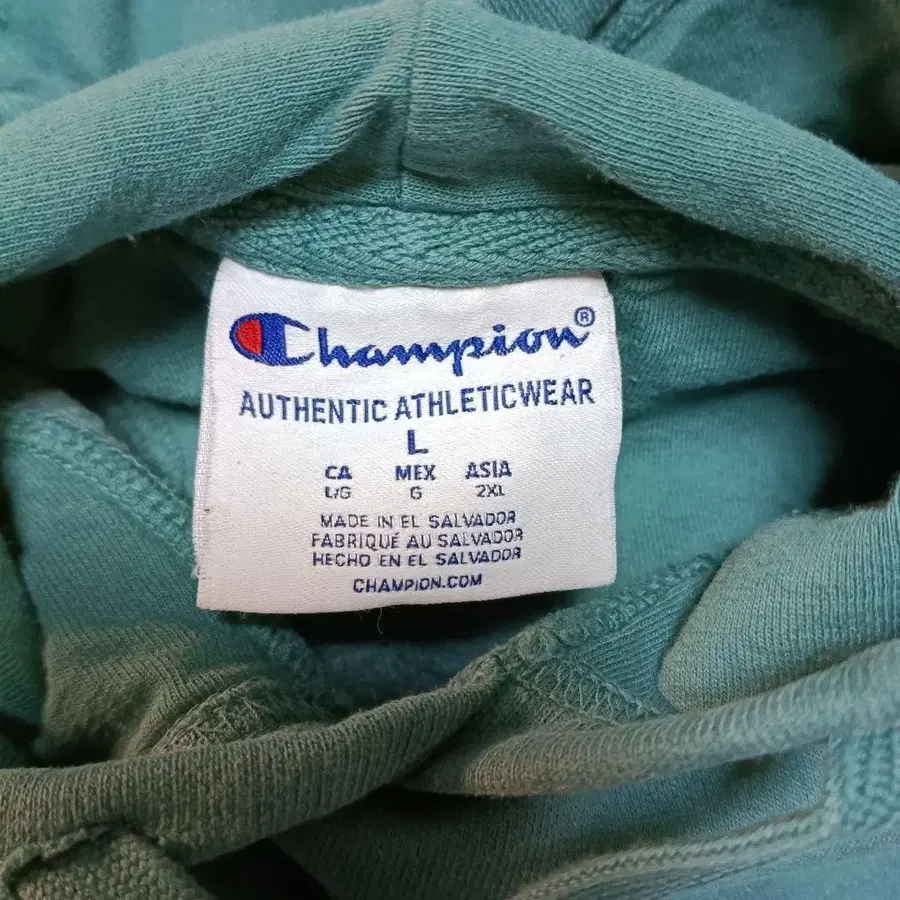 Champion®
AUTHENTIC ATHLETICWEAR
L
CA MEX ASIA
L/G G 2XL
MADE IN EL SALVADOR
FABRIQUÉ AU SALVADOR
HECHO EN EL SALVADOR
CHAMPION.COM